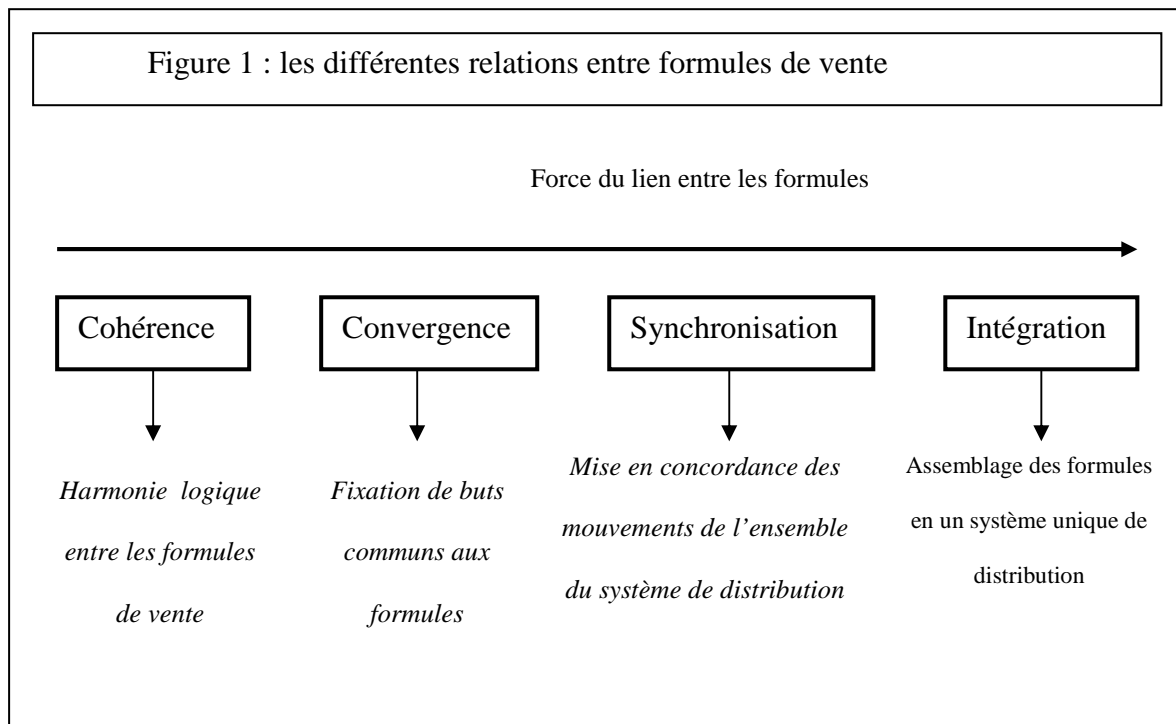 Figure 1 : les différentes relations entre formules de vente
Force du lien entre les formules
Cohérence
Convergence
Synchronisation
Intégration
Harmonie logique
entre les formules
de vente
Fixation de buts
communs aux
formules
Mise en concordance des
mouvements de l’ensemble
du système de distribution
Assemblage des formules
en un système unique de
distribution